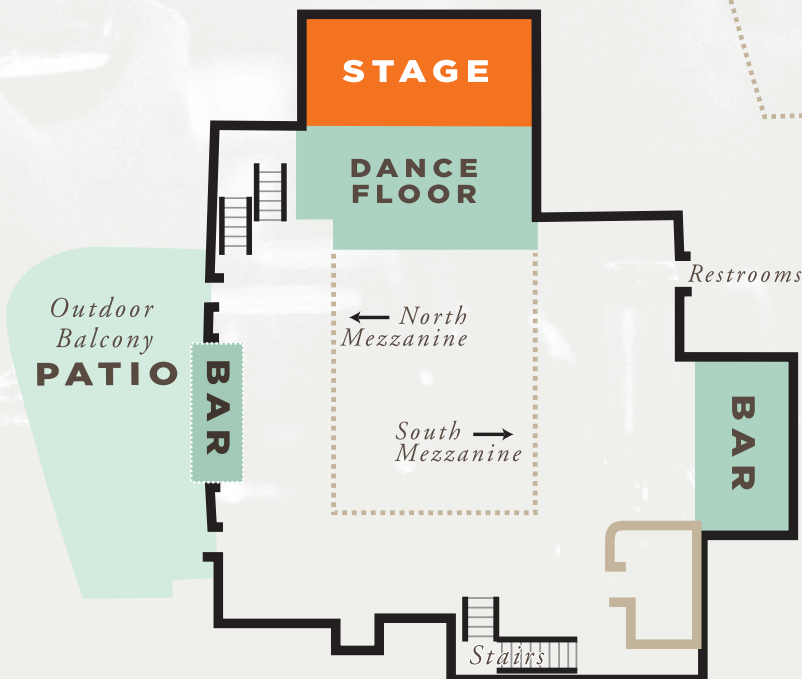 STAGE
DANCE
FLOOR
Restrooms
Outdoor
Balcony
PATIO
North
Mezzanine
BAR
South
Mezzanine
BAR
Stairs